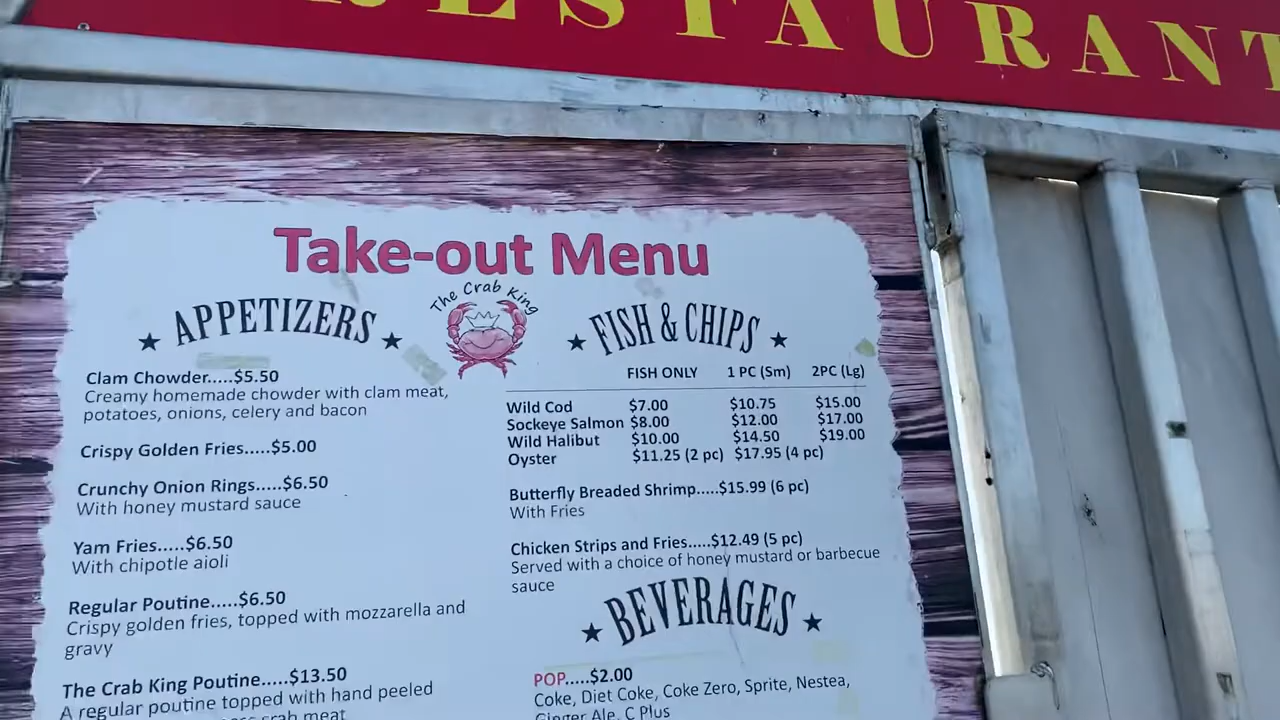 RESTAURANT
Take-out Menu
The Crab King
APPETIZERS
Clam Chowder.....$5.50
Creamy homemade chowder with clam meat,
potatoes, onions, celery and bacon
Crispy Golden Fries.....$5.00
Crunchy Onion Rings.....$6.50
With honey mustard sauce
Yam Fries.....$6.50
With chipotle aioli
Regular Poutine.....$6.50
Crispy golden fries, topped with mozzarella and
gravy
The Crab King Poutine.....$13.50
A regular poutine topped with hand peeled
crab meat
FISH & CHIPS
FISH ONLY 1 PC (Sm) 2PC (Lg)
Wild Cod $7.00 $10.75 $15.00
Sockeye Salmon $8.00 $12.00 $17.00
Wild Halibut $10.00 $14.50 $19.00
Oyster $11.25 (2 pc) $17.95 (4 pc)
Butterfly Breaded Shrimp.....$15.99 (6 pc)
With Fries
Chicken Strips and Fries.....$12.49 (5 pc)
Served with a choice of honey mustard or barbecue
sauce
BEVERAGES
POP.....$2.00
Coke, Diet Coke, Coke Zero, Sprite, Nestea,
Ginger Ale, C Plus